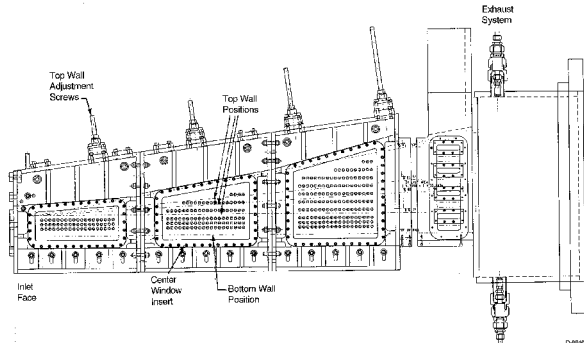 Exhaust
System
Top Wall
Adjustment
Screws
Top Wall
Positions
Inlet
Face
Center
Window
Insert
Bottom Wall
Position